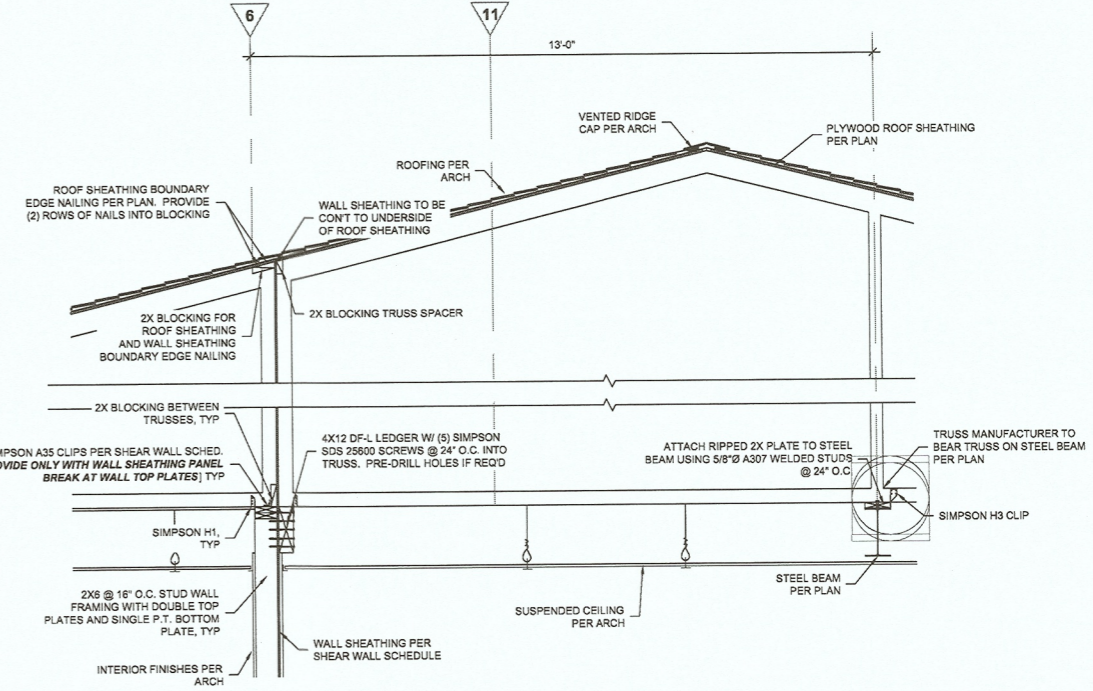 6
11
13'-0"
VENTED RIDGE
CAP PER ARCH
PLYWOOD ROOF SHEATHING
PER PLAN
ROOFING PER
ARCH
ROOF SHEATHING BOUNDARY
EDGE NAILING PER PLAN. PROVIDE
(2) ROWS OF NAILS INTO BLOCKING
WALL SHEATHING TO BE
CON'T TO UNDERSIDE
OF ROOF SHEATHING
2X BLOCKING FOR
ROOF SHEATHING
AND WALL SHEATHING
BOUNDARY EDGE NAILING
2X BLOCKING TRUSS SPACER
2X BLOCKING BETWEEN
TRUSSES, TYP
MPSON A35 CLIPS PER SHEAR WALL SCHED.
OVIDE ONLY WITH WALL SHEATHING PANEL
BREAK AT WALL TOP PLATES] TYP
4X12 DF-L LEDGER W/ (5) SIMPSON
SDS 25600 SCREWS @ 24" O.C. INTO
TRUSS. PRE-DRILL HOLES IF REQ'D
ATTACH RIPPED 2X PLATE TO STEEL
BEAM USING 5/8"Ø A307 WELDED STUDS
@ 24" O.C
TRUSS MANUFACTURER TO
BEAR TRUSS ON STEEL BEAM
PER PLAN
SIMPSON H1,
TYP
SIMPSON H3 CLIP
2X6 @ 16" O.C. STUD WALL
FRAMING WITH DOUBLE TOP
PLATES AND SINGLE P.T. BOTTOM
PLATE, TYP
SUSPENDED CEILING
PER ARCH
STEEL BEAM
PER PLAN
WALL SHEATHING PER
SHEAR WALL SCHEDULE
INTERIOR FINISHES PER
ARCH